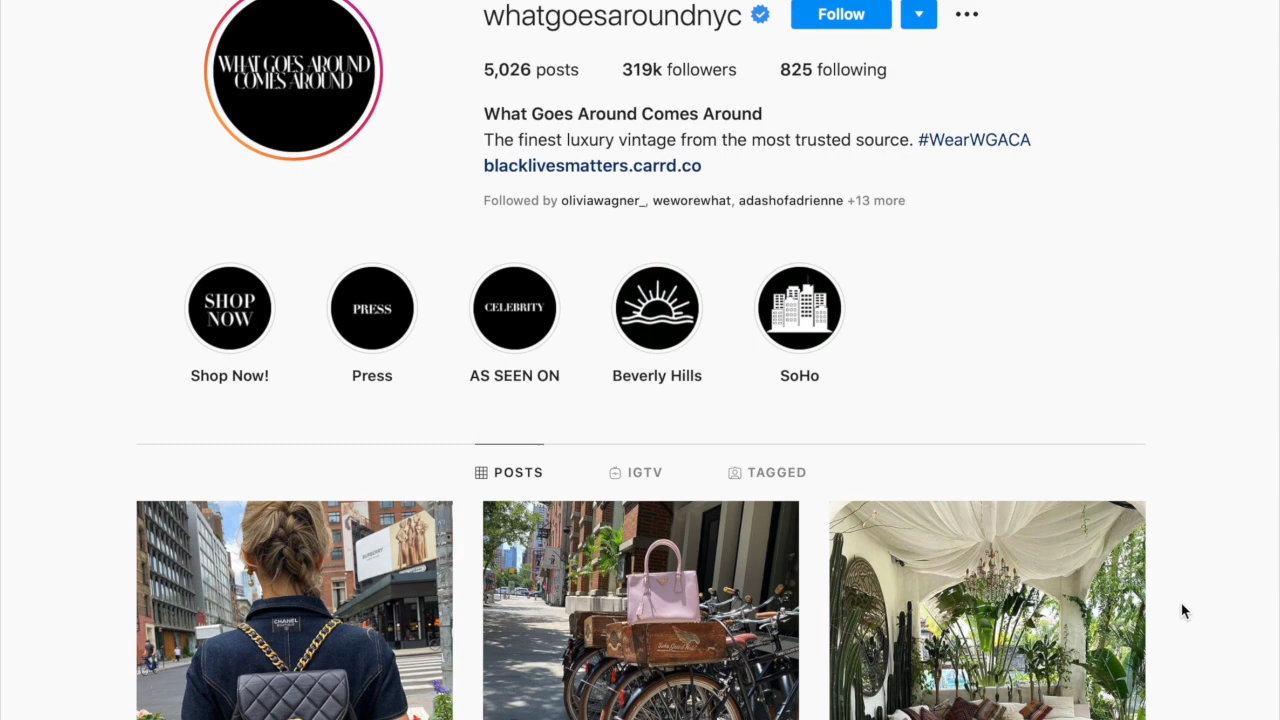 whatgoesaroundnyc Follow
WHAT GOES AROUND
COMES AROUND
5,026 posts 319k followers 825 following
What Goes Around Comes Around
The finest luxury vintage from the most trusted source. #WearWGACA
blacklivesmatters.carrd.co
Followed by oliviawagner_, weworewhat, adashofadrienne +13 more
SHOP
NOW
PRESS
CELEBRITY
Shop Now! Press AS SEEN ON Beverly Hills SoHo
POSTS IGTV TAGGED
BURBERRY
CHANEL